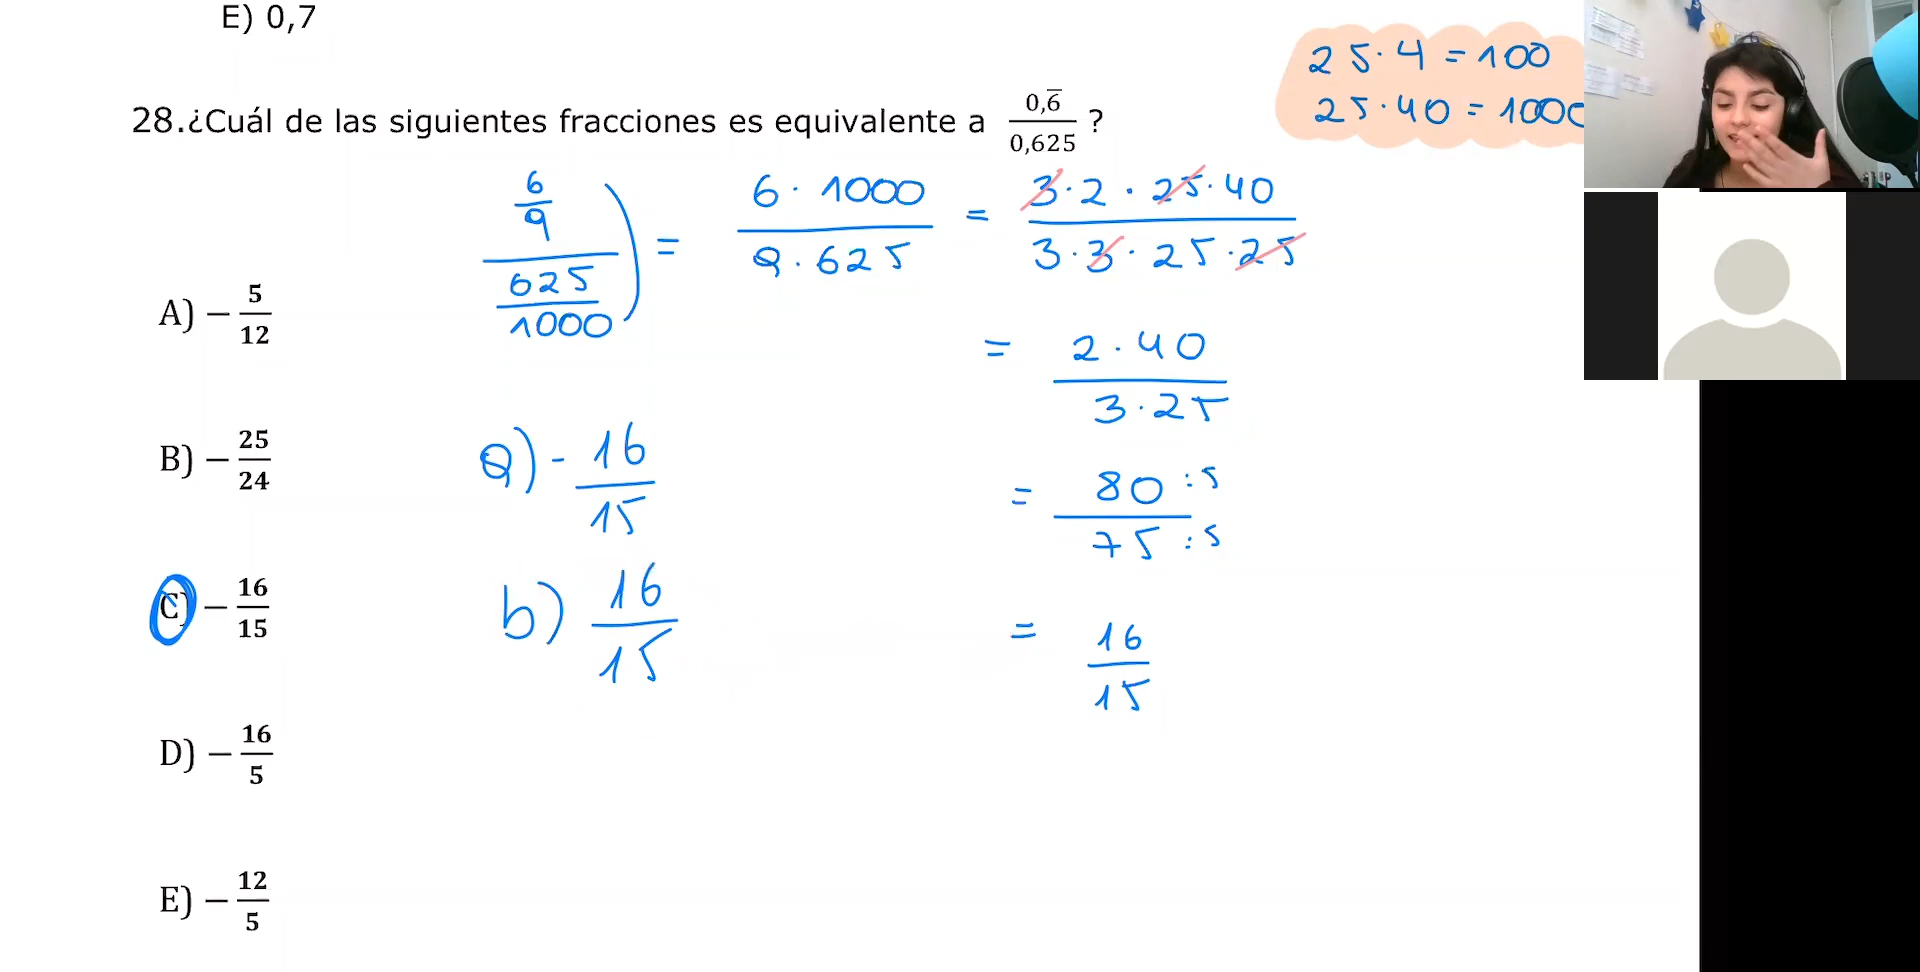 E) 0,7
25·4=100
25·40=1000
28.¿Cuál de las siguientes fracciones es equivalente a 0,6̅/0,625 ?
(6/9)/(625/1000) ) = 6·1000/9·625 = 3·2·25·40/3·3·25·25
A) −5/12
= 2·40/3·25
B) −25/24
a) -16/15
= 80:5/75:5
C) −16/15
b) 16/15
= 16/15
D) −16/5
E) −12/5